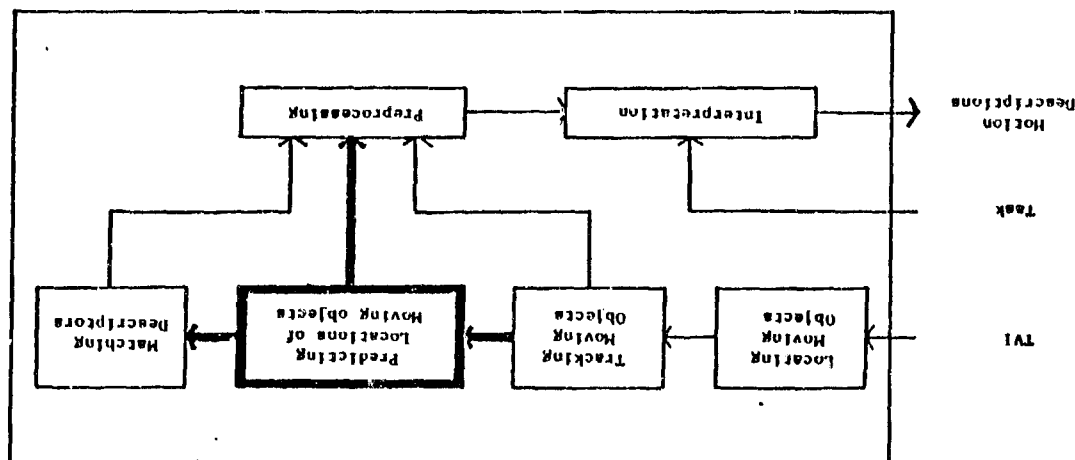 TVI
Locating
Moving
Objects
Tracking
Moving
Objects
Predicting
Locations of
Moving objects
Matching
Descriptors
Task
Motion
Descriptions
Interpretation
Preprocessing